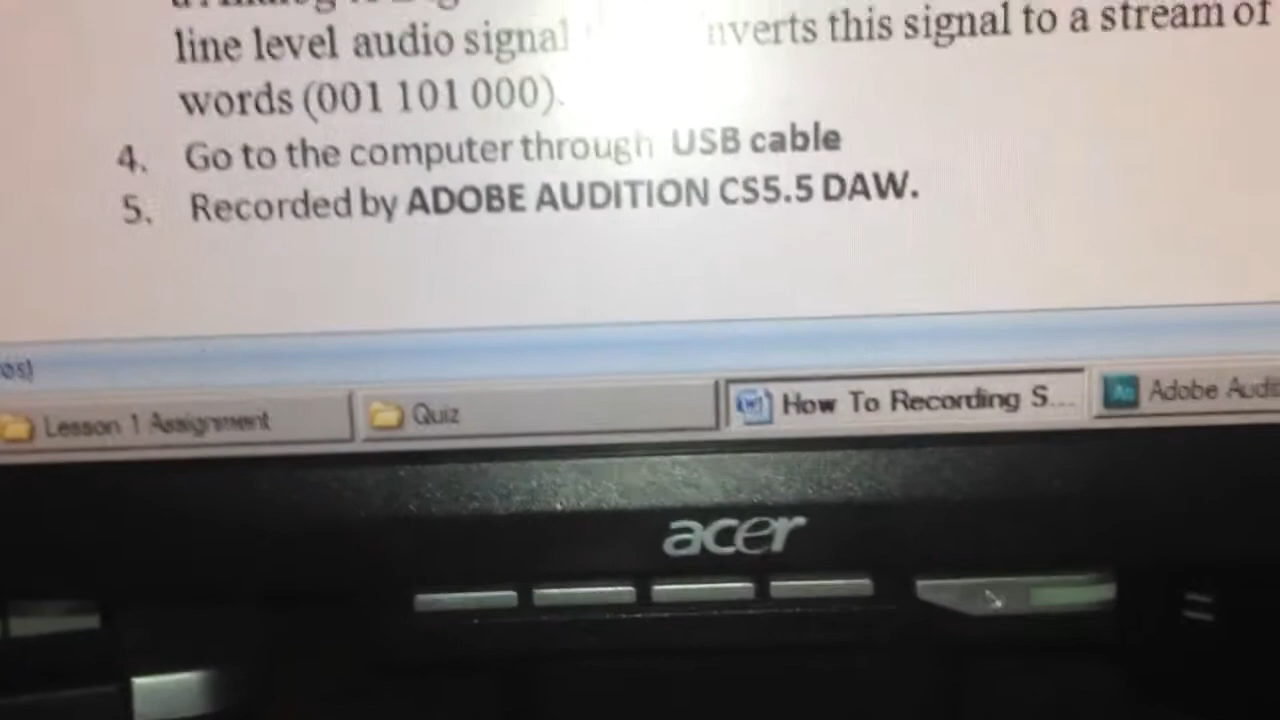 line level audio signal this signal to a stream of
words (001 101 000).
4. Go to the computer through USB cable
5. Recorded by ADOBE AUDITION CS5.5 DAW.
Lesson 1 Assignment
Quiz
How To Recording S...
Au
Adobe Audi
acer